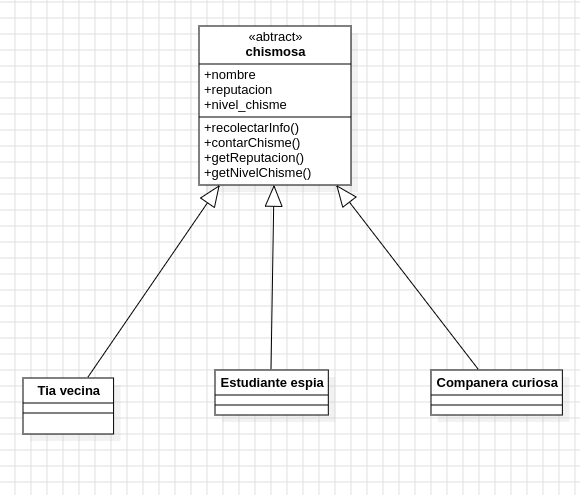 «abtract»
chismosa
+nombre
+reputacion
+nivel_chisme
+recolectarInfo()
+contarChisme()
+getReputacion()
+getNivelChisme()
Tia vecina
Estudiante espia
Companera curiosa